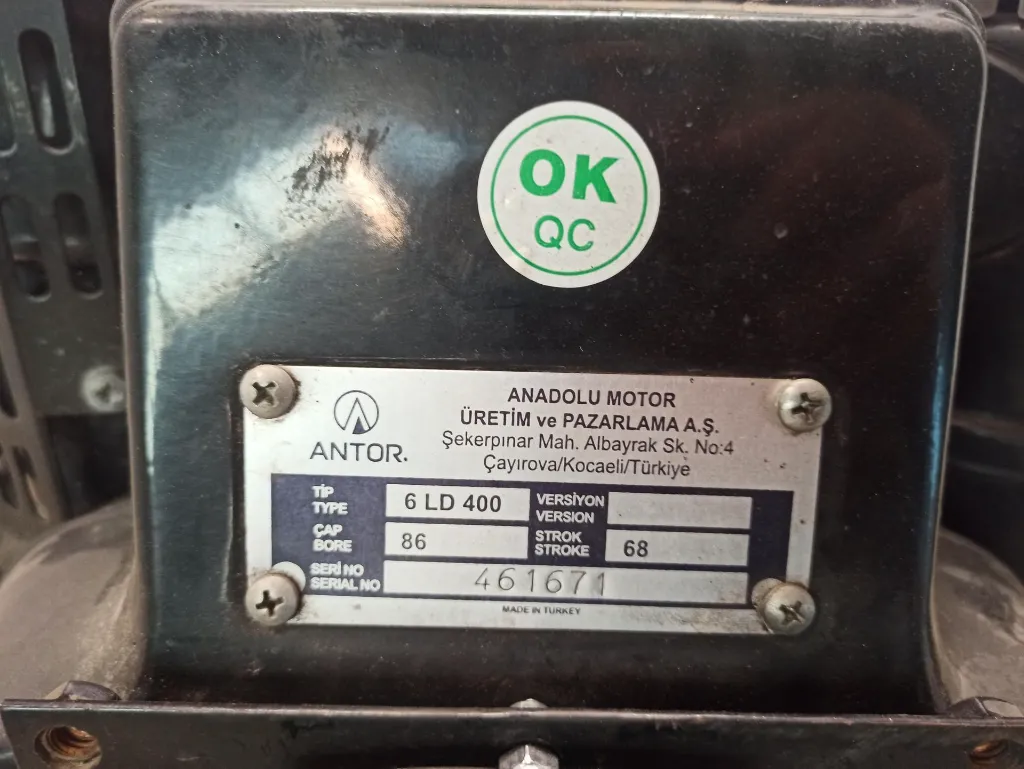 OK
QC
ANTOR.
ANADOLU MOTOR
ÜRETİM ve PAZARLAMA A.Ş.
Şekerpınar Mah. Albayrak Sk. No:4
Çayırova/Kocaeli/Türkiye
TİP
TYPE
6 LD 400
VERSİYON
VERSION
ÇAP
BORE
86
STROK
STROKE
68
SERİ NO
SERIAL NO
461671
MADE IN TURKEY